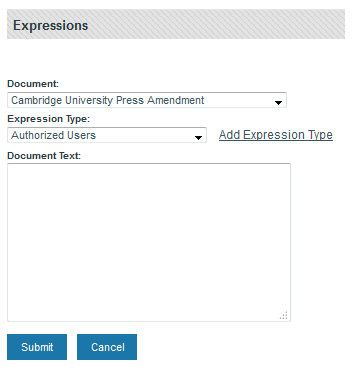 Expressions
Document:
Cambridge University Press Amendment
Expression Type:
Authorized Users Add Expression Type
Document Text:
Submit Cancel